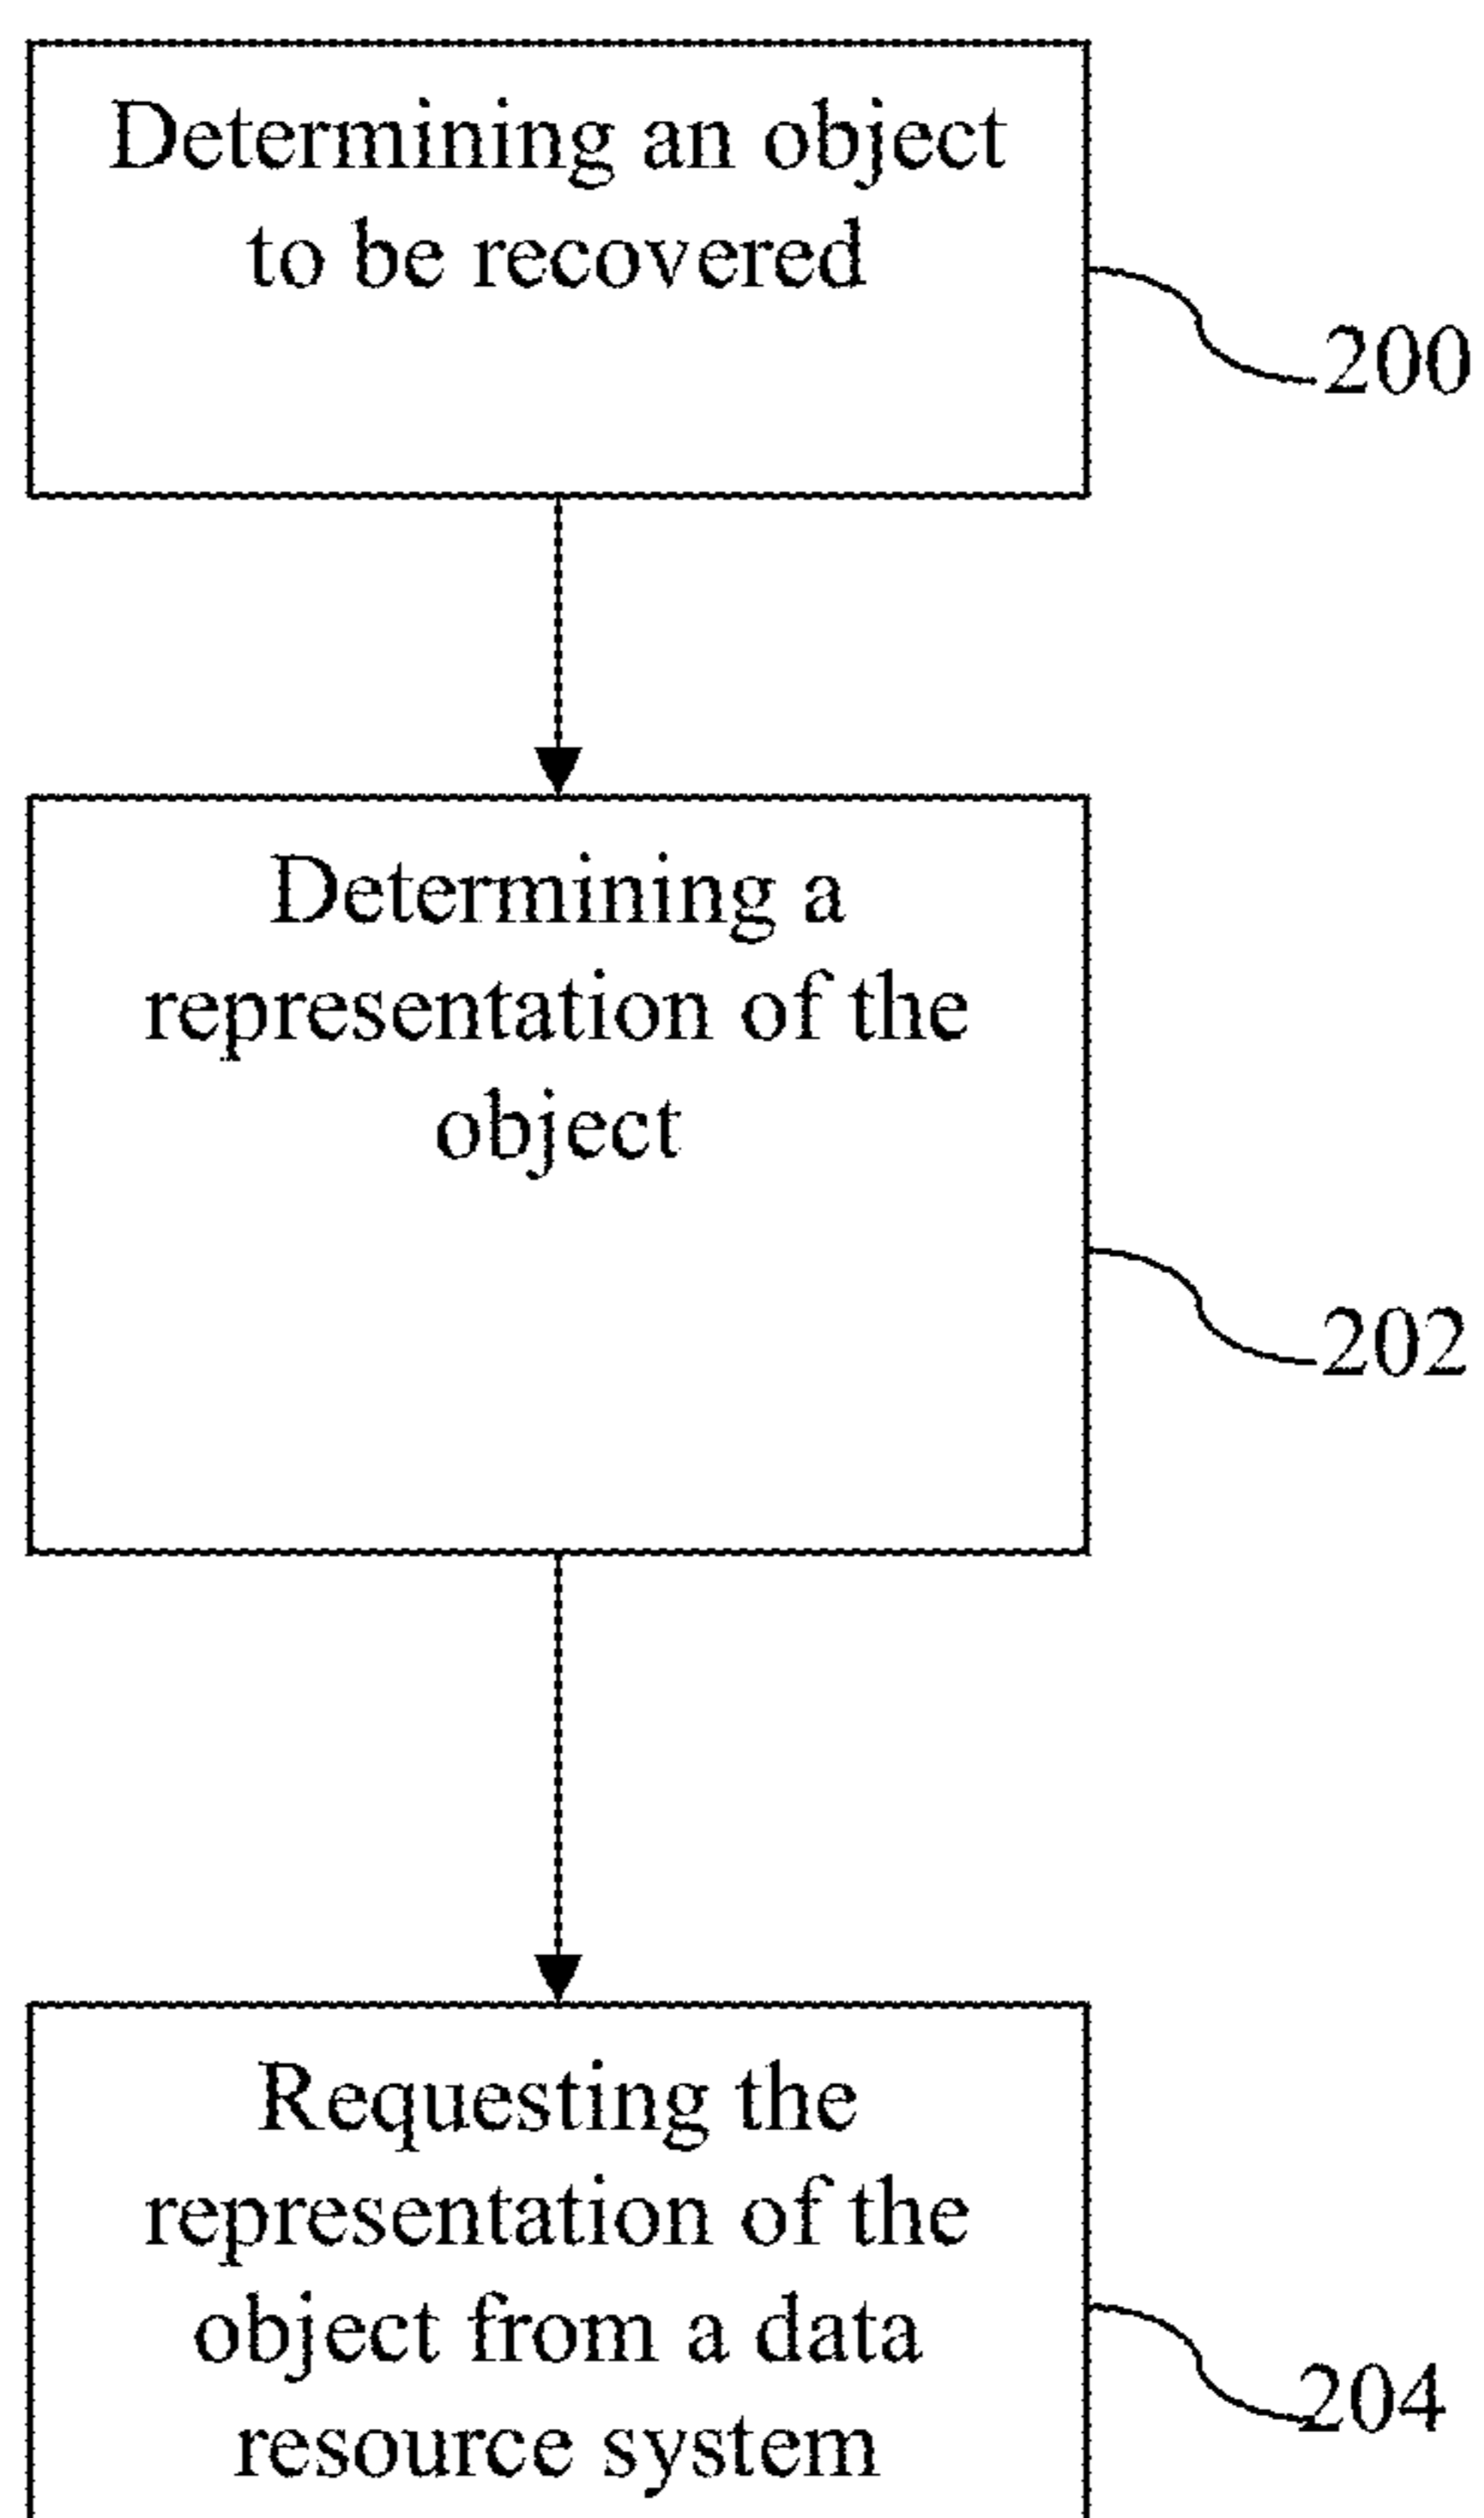 Determining an object
to be recovered
200
Determining a
representation of the
object
202
Requesting the
representation of the
object from a data
resource system
204